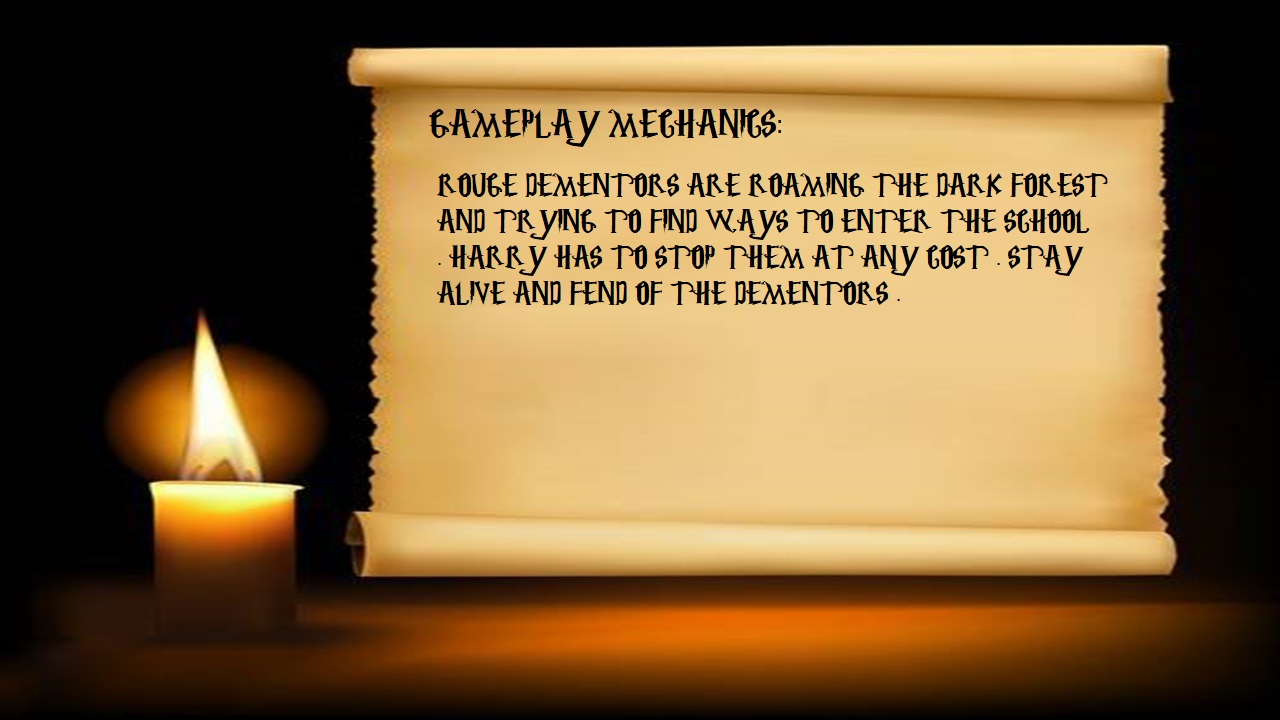 GAMEPLAY MECHANICS:
ROUGE DEMENTORS ARE ROAMING THE DARK FOREST
AND TRYING TO FIND WAYS TO ENTER THE SCHOOL
. HARRY HAS TO STOP THEM AT ANY COST . STAY
ALIVE AND FEND OF THE DEMENTORS .